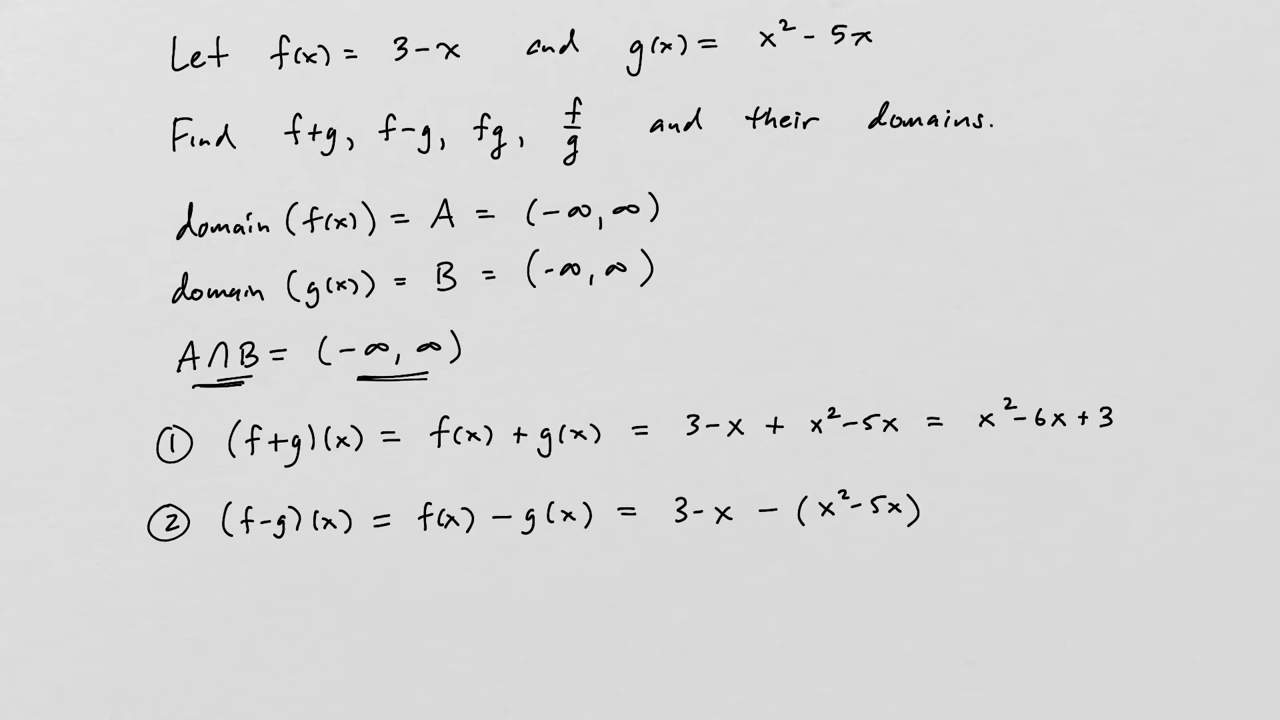 Let f(x) = 3-x and g(x) = x² - 5x
Find f+g, f-g, fg, f/g and their domains.
domain (f(x)) = A = (-∞, ∞)
domain (g(x)) = B = (-∞, ∞)
A∩B = (-∞, ∞)
① (f+g)(x) = f(x) + g(x) = 3-x + x²-5x = x²-6x+3
② (f-g)(x) = f(x) - g(x) = 3-x - (x²-5x)